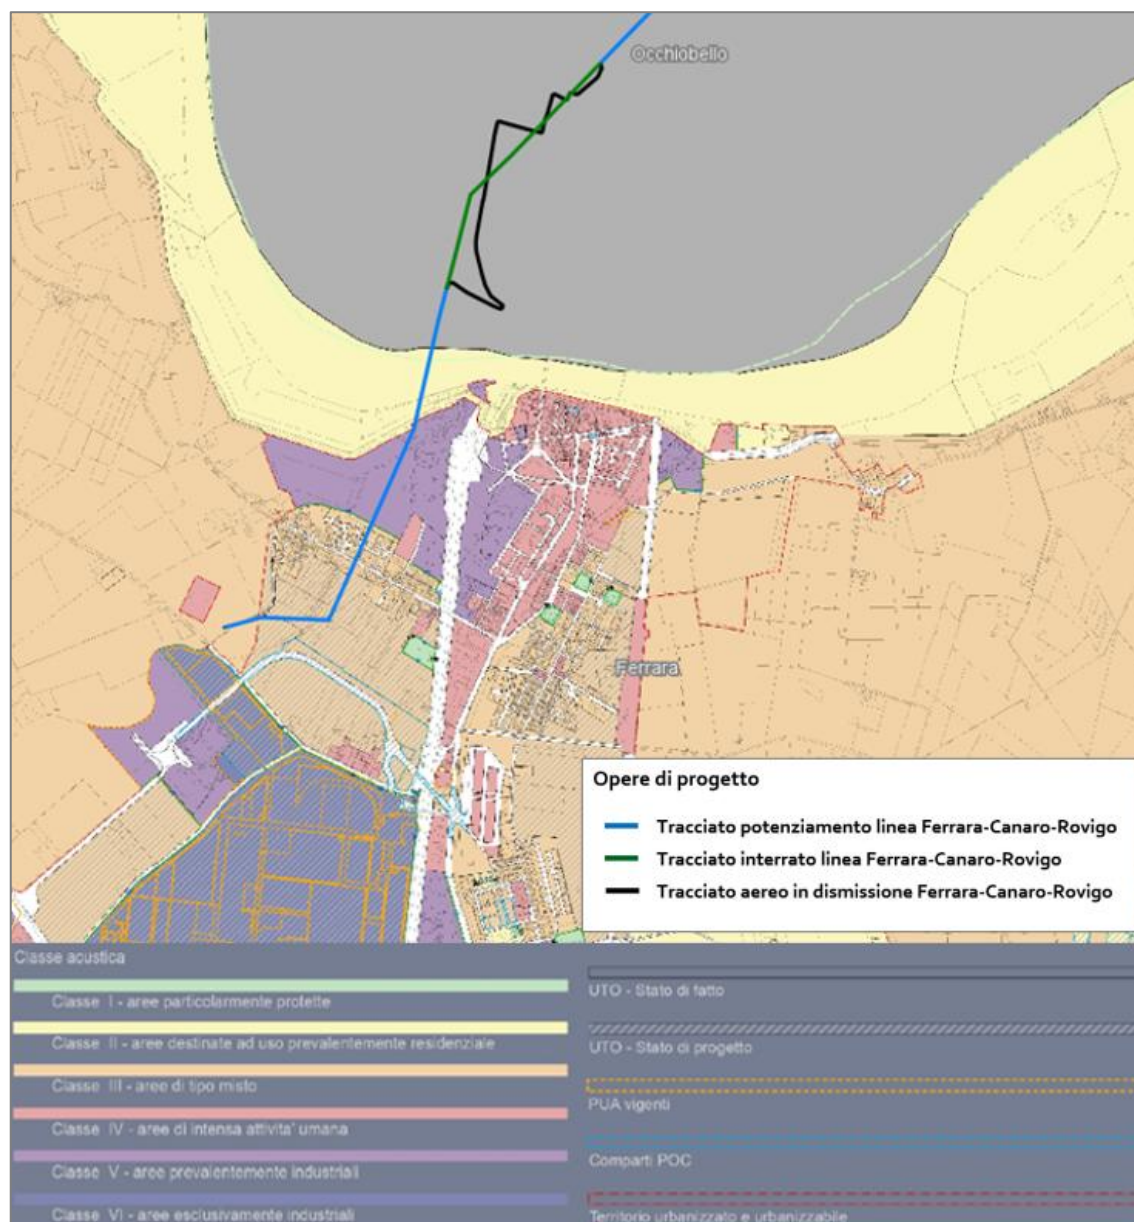 Occhiobello
Ferrara
Opere di progetto
Tracciato potenziamento linea Ferrara-Canaro-Rovigo
Tracciato interrato linea Ferrara-Canaro-Rovigo
Tracciato aereo in dismissione Ferrara-Canaro-Rovigo
Classe acustica
Classe I - aree particolarmente protette
Classe II - aree destinate ad uso prevalentemente residenziale
Classe III - aree di tipo misto
Classe IV - aree di intensa attivita' umana
Classe V - aree prevalentemente industriali
Classe VI - aree esclusivamente industriali
UTO - Stato di fatto
UTO - Stato di progetto
PUA vigenti
Comparti POC
Territorio urbanizzato e urbanizzabile